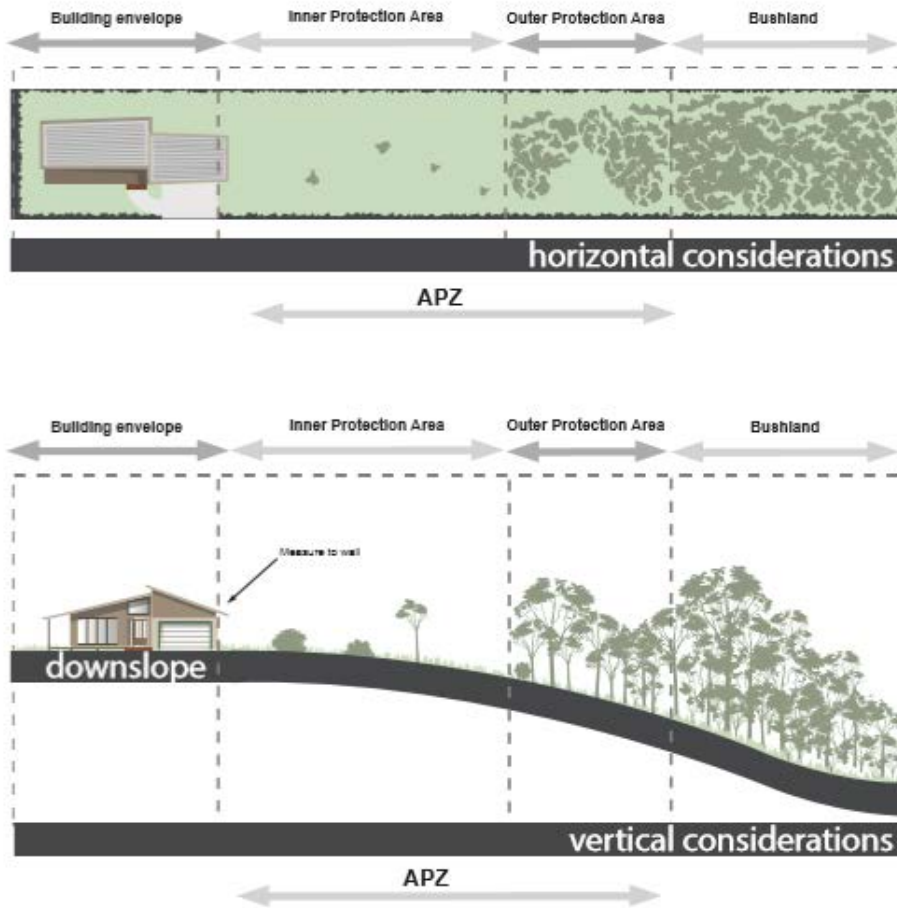 Building envelope
Inner Protection Area
Outer Protection Area
Bushland
horizontal considerations
APZ
Building envelope
Inner Protection Area
Outer Protection Area
Bushland
Measure to wall
downslope
vertical considerations
APZ